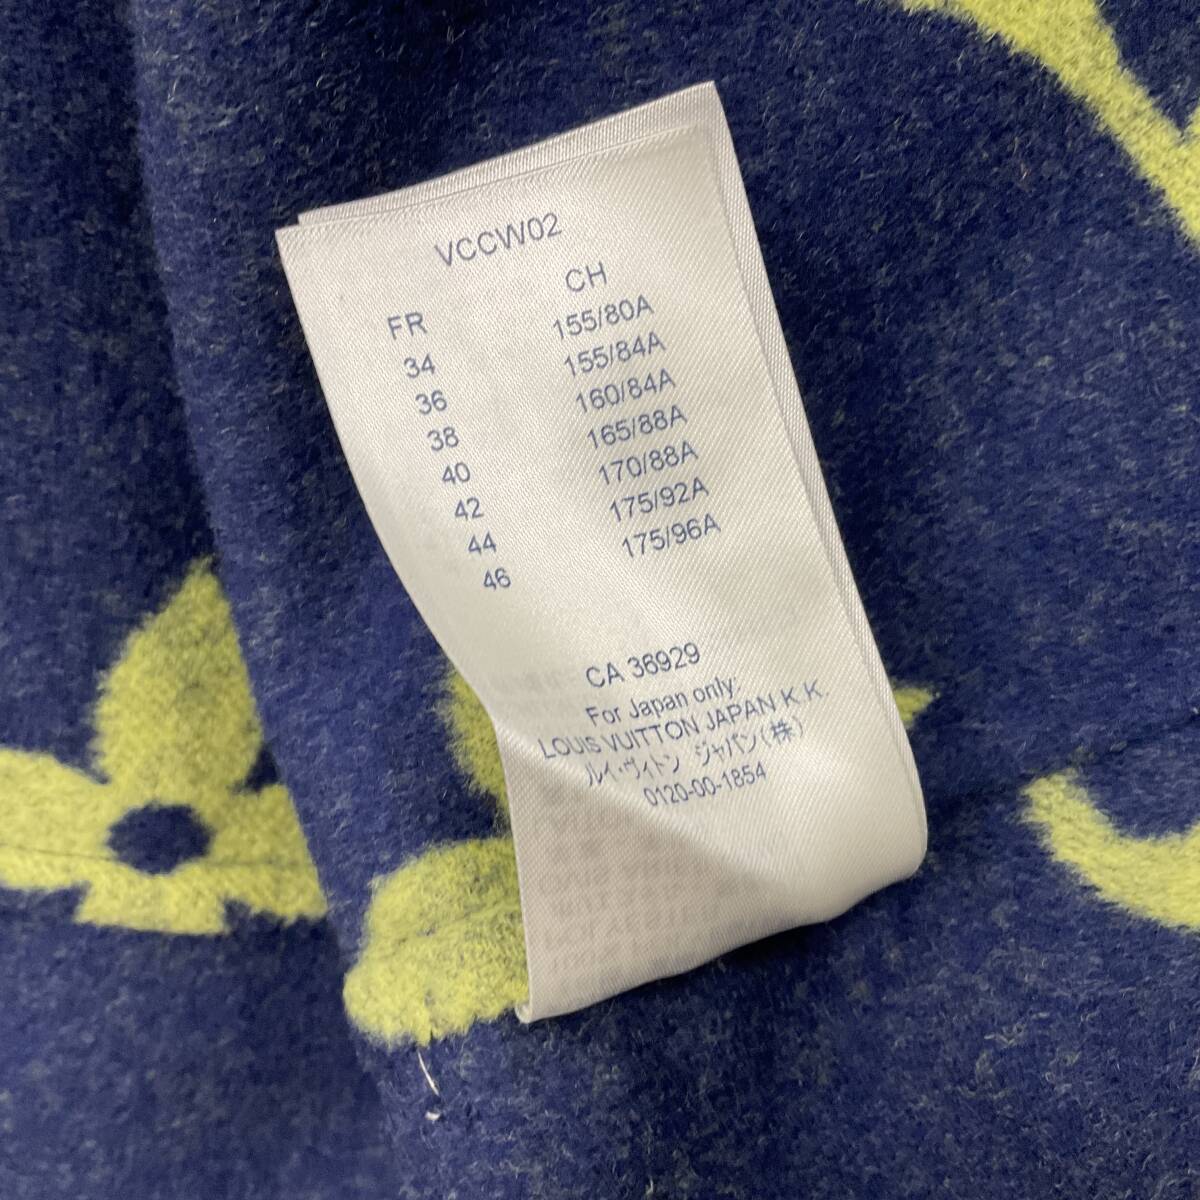 VCCW02
FR CH
34 155/80A
36 155/84A
38 160/84A
40 165/88A
42 170/88A
44 175/92A
46 175/96A
CA 36929
For Japan only:
LOUIS VUITTON JAPAN K.K.
ルイ・ヴィトン ジャパン(株)
0120-00-1854